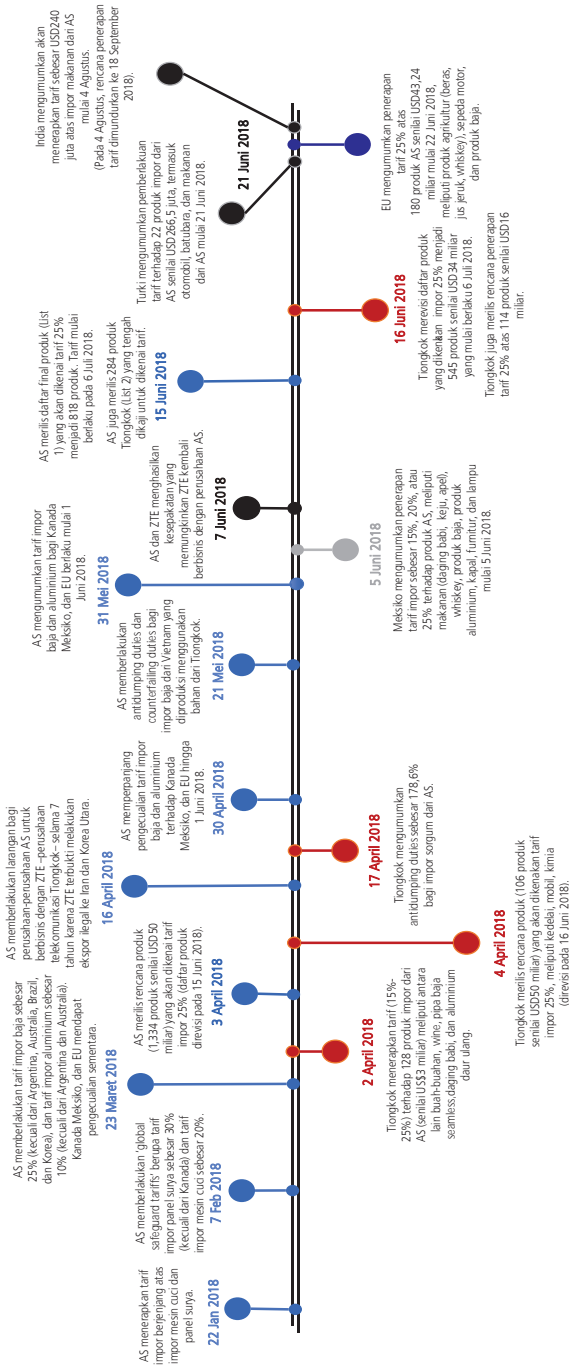 AS menerapkan tarif
impor berjenjang atas
impor mesin cuci dan
panel surya.
22 Jan 2018
AS memberlakukan ‘global
safeguard tariffs’ berupa tarif
impor panel surya sebesar 30%
(kecuali dari Kanada) dan tarif
impor mesin cuci sebesar 20%.
7 Feb 2018
AS memberlakukan tarif impor baja sebesar
25% (kecuali dari Argentina, Australia, Brazil,
dan Korea), dan tarif impor aluminium sebesar
10% (kecuali dari Argentina dan Australia).
Kanada Meksiko, dan EU mendapat
pengecualian sementara.
23 Maret 2018
2 April 2018
Tiongkok menerapkan tarif (15%-
25%) terhadap 128 produk impor dari
AS (senilai US$3 miliar) meliputi antara
lain buah-buahan, wine, pipa baja
seamless,daging babi, dan aluminium
daur ulang.
AS merilis rencana produk
(1,334 produk senilai USD50
miliar) yang akan dikenai tarif
impor 25% (daftar produk
direvisi pada 15 Juni 2018).
3 April 2018
4 April 2018
Tiongkok merilis rencana produk (106 produk
senilai USD50 miliar) yang akan dikenakan tarif
impor 25%, meliputi kedelai, mobil, kimia
(direvisi pada 16 Juni 2018).
AS memberlakukan larangan bagi
perusahaan-perusahaan AS untuk
berbisnis dengan ZTE –perusahaan
telekomunikasi Tiongkok– selama 7
tahun karena ZTE terbukti melakukan
ekspor ilegal ke Iran dan Korea Utara.
16 April 2018
17 April 2018
Tiongkok mengumumkan
antidumping duties sebesar 178,6%
bagi impor sorgum dari AS.
AS memperpanjang
pengecualian tarif impor
baja dan aluminium
terhadap Kanada
Meksiko, dan EU hingga
1 Juni 2018.
30 April 2018
AS memberlakukan
antidumping duties dan
counterfailing duties bagi
impor baja dari Vietnam yang
diproduksi menggunakan
bahan dari Tiongkok.
21 Mei 2018
AS mengumumkan tarif impor
baja dan aluminium bagi Kanada
Meksiko, dan EU berlaku mulai 1
Juni 2018.
31 Mei 2018
5 Juni 2018
Meksiko mengumumkan penerapan
tarif impor sebesar 15%, 20%, atau
25% terhadap produk AS, meliputi
makanan (daging babi, keju, apel),
whiskey, produk baja, produk
aluminium, kapal, furnitur, dan lampu
mulai 5 Juni 2018.
AS dan ZTE menghasilkan
kesepakatan yang
memungkinkan ZTE kembali
berbisnis dengan perusahaan AS.
7 Juni 2018
AS merilis daftar final produk (List
1) yang akan dikenai tarif 25%
menjadi 818 produk. Tarif mulai
berlaku pada 6 Juli 2018.
AS juga merilis 284 produk
Tiongkok (List 2) yang tengah
dikaji untuk dikenai tarif.
15 Juni 2018
16 Juni 2018
Tiongkok merevisi daftar produk
yang dikenkan impor 25% menjadi
545 produk senilai USD34 miliar
yang mulai berlaku 6 Juli 2018.
Tiongkok juga merilis rencana penerapan
tarif 25% atas 114 produk senilai USD16
miliar.
Turki mengumumkan pemberlakuan
tarif terhadap 22 produk impor dari
AS senilai USD266,5 juta, termasuk
otomobil, batubara, dan makanan
dari AS mulai 21 Juni 2018.
21 Juni 2018
India mengumumkan akan
menerapkan tarif sebesar USD240
juta atas impor makanan dari AS
mulai 4 Agustus.
(Pada 4 Agustus, rencana penerapan
tarif dimundurkan ke 18 September
2018).
EU mengumumkan penerapan
tarif 25% atas
180 produk AS senilai USD43,24
miliar mulai 22 Juni 2018,
meliputi produk agrikultur (beras,
jus jeruk, whiskey), sepeda motor,
dan produk baja.